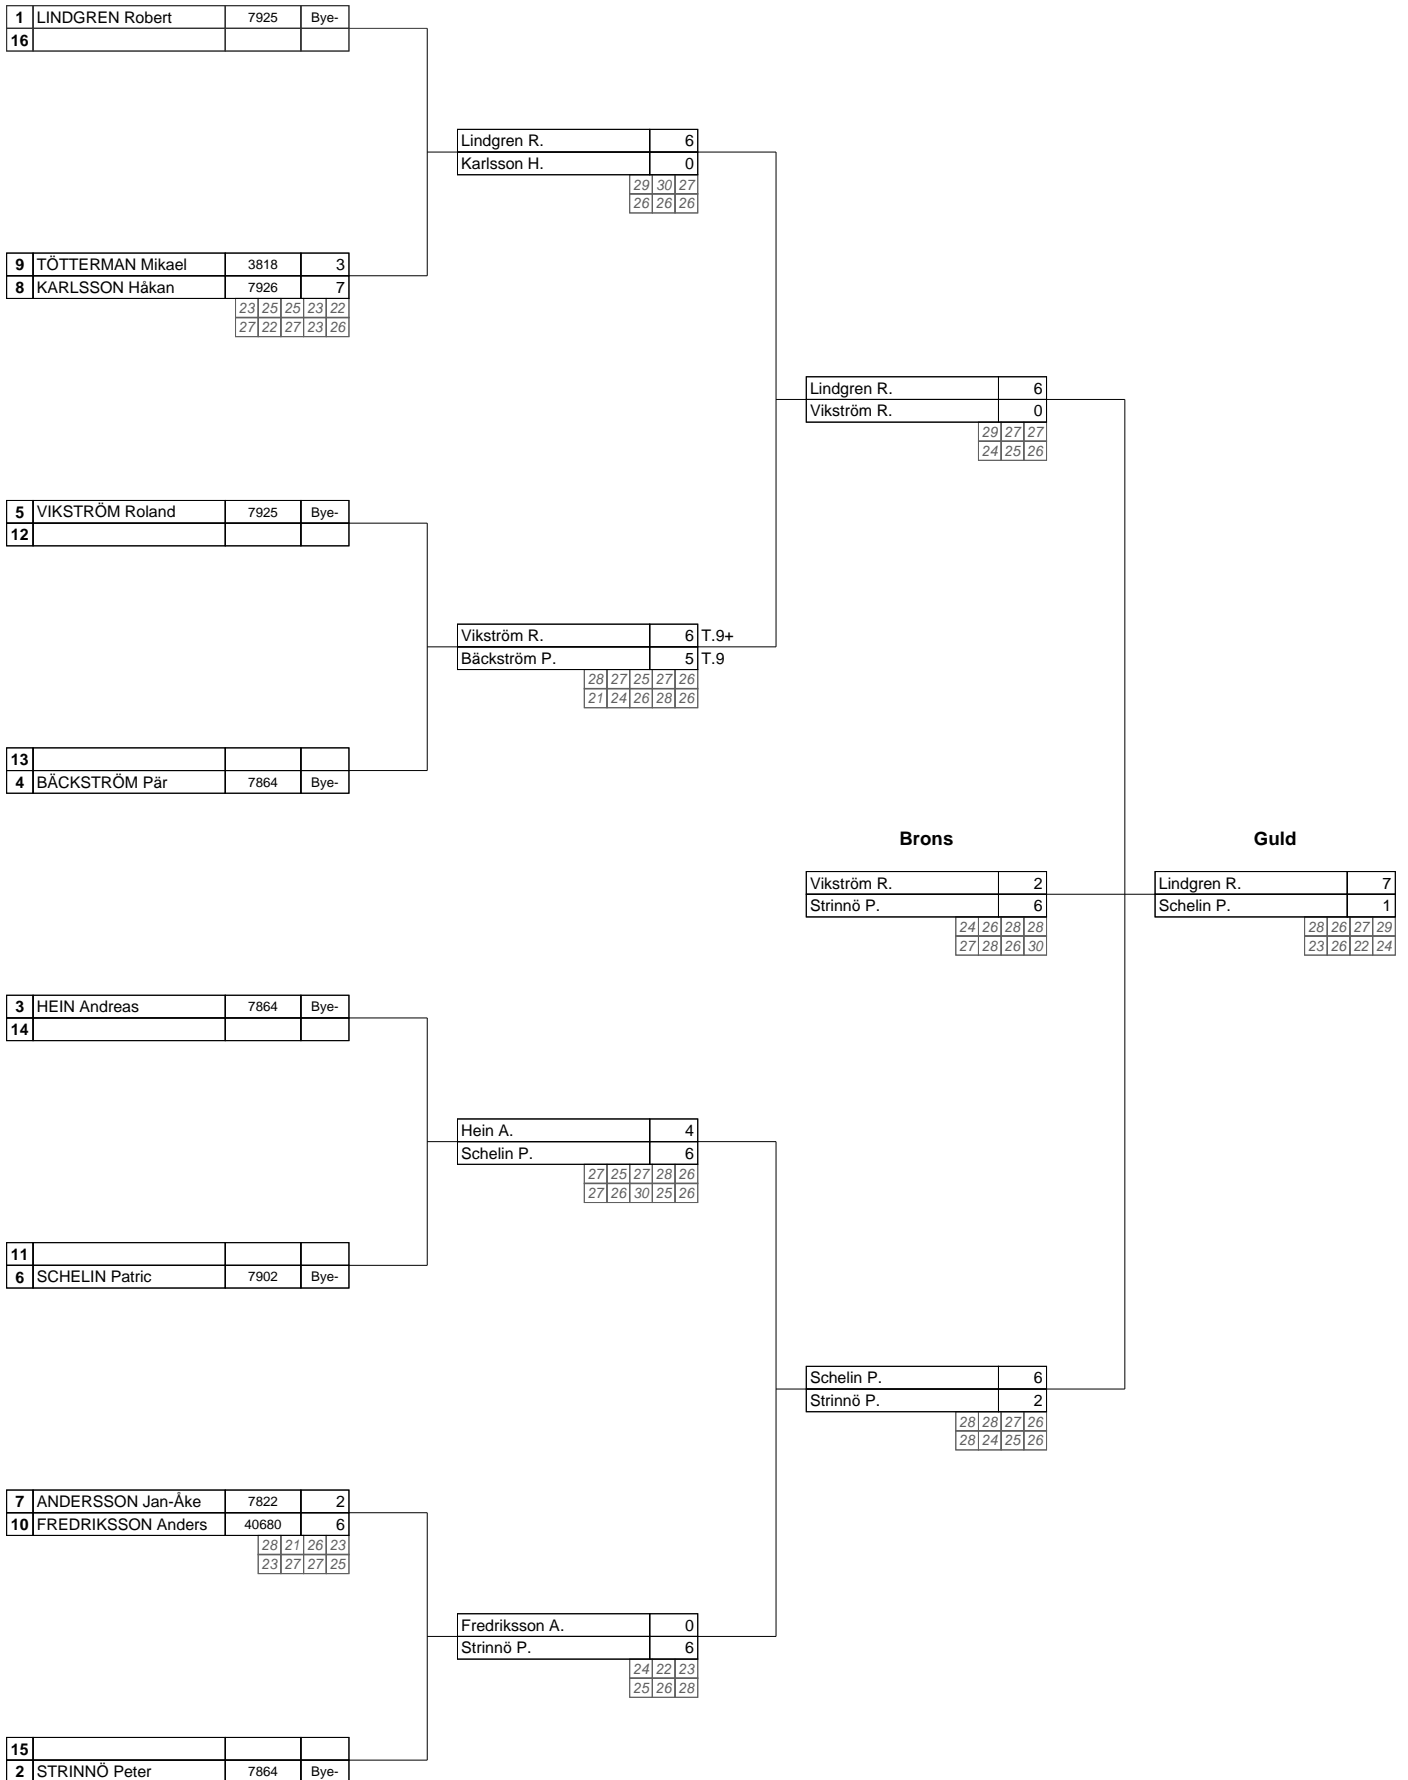 1 LINDGREN Robert 7925 Bye-
16
Lindgren R. 6
Karlsson H. 0
29 30 27
26 26 26
9 TÖTTERMAN Mikael 3818 3
8 KARLSSON Håkan 7926 7
23 25 25 23 22
27 22 27 23 26
Lindgren R. 6
Vikström R. 0
29 27 27
24 25 26
5 VIKSTRÖM Roland 7925 Bye-
12
Vikström R. 6 T.9+
Bäckström P. 5 T.9
28 27 25 27 26
21 24 26 28 26
13
4 BÄCKSTRÖM Pär 7864 Bye-
Brons Guld
Vikström R. 2 Lindgren R. 7
Strinnö P. 6 Schelin P. 1
24 26 28 28 28 26 27 29
27 28 26 30 23 26 22 24
3 HEIN Andreas 7864 Bye-
14
Hein A. 4
Schelin P. 6
27 25 27 28 26
27 26 30 25 26
11
6 SCHELIN Patric 7902 Bye-
Schelin P. 6
Strinnö P. 2
28 28 27 26
28 24 25 26
7 ANDERSSON Jan-Åke 7822 2
10 FREDRIKSSON Anders 40680 6
28 21 26 23
23 27 27 25
Fredriksson A. 0
Strinnö P. 6
24 22 23
25 26 28
15
2 STRINNÖ Peter 7864 Bye-